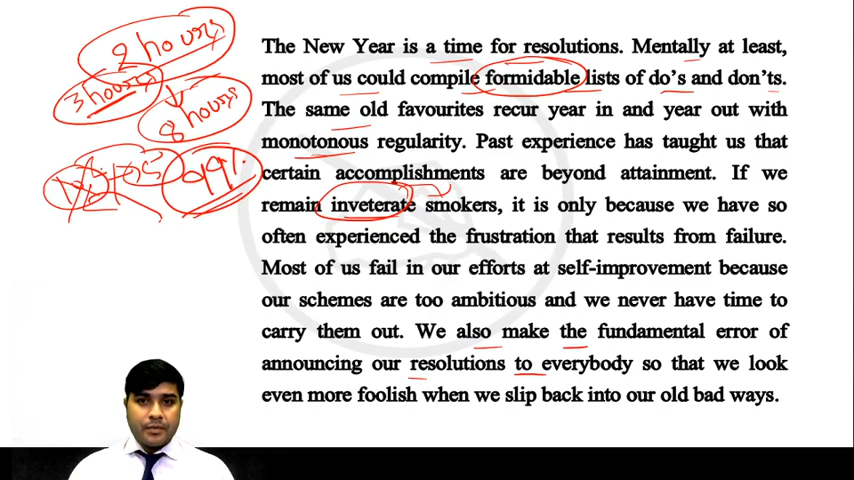 2 hours
3 hours
8 hours
99%
The New Year is a time for resolutions. Mentally at least,
most of us could compile formidable lists of do's and don'ts.
The same old favourites recur year in and year out with
monotonous regularity. Past experience has taught us that
certain accomplishments are beyond attainment. If we
remain inveterate smokers, it is only because we have so
often experienced the frustration that results from failure.
Most of us fail in our efforts at self-improvement because
our schemes are too ambitious and we never have time to
carry them out. We also make the fundamental error of
announcing our resolutions to everybody so that we look
even more foolish when we slip back into our old bad ways.